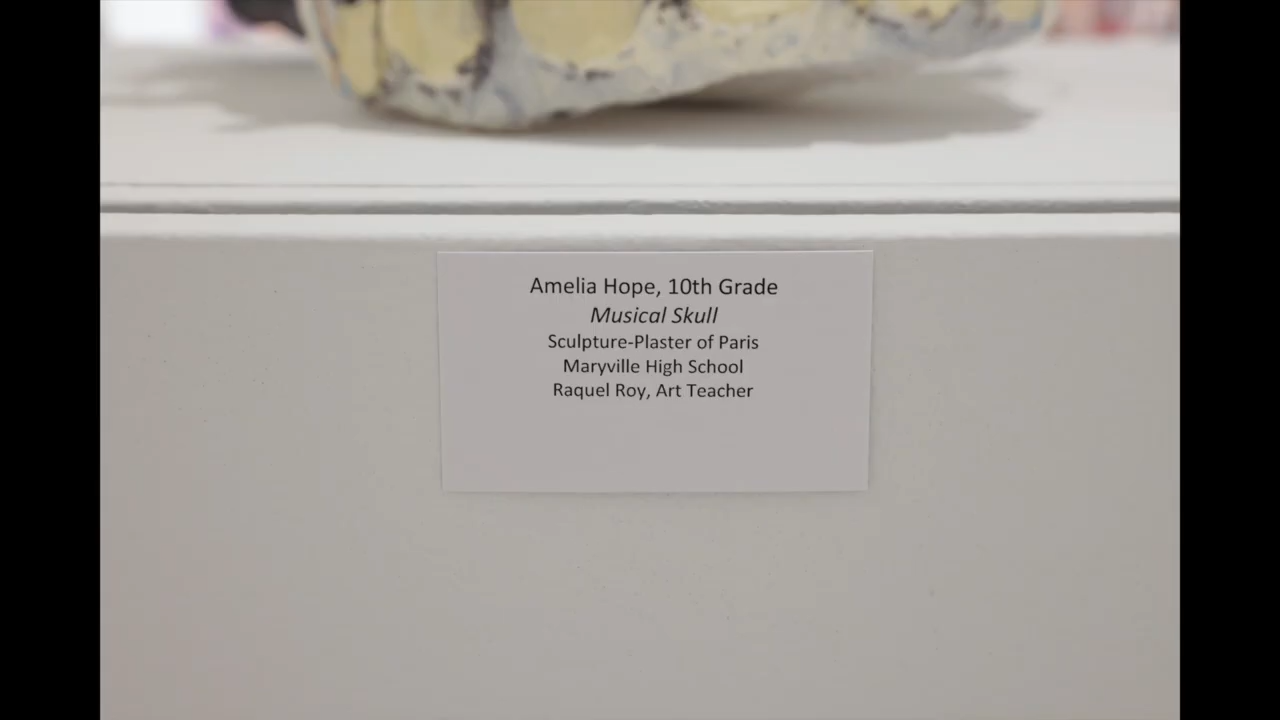 Amelia Hope, 10th Grade
Musical Skull
Sculpture-Plaster of Paris
Maryville High School
Raquel Roy, Art Teacher